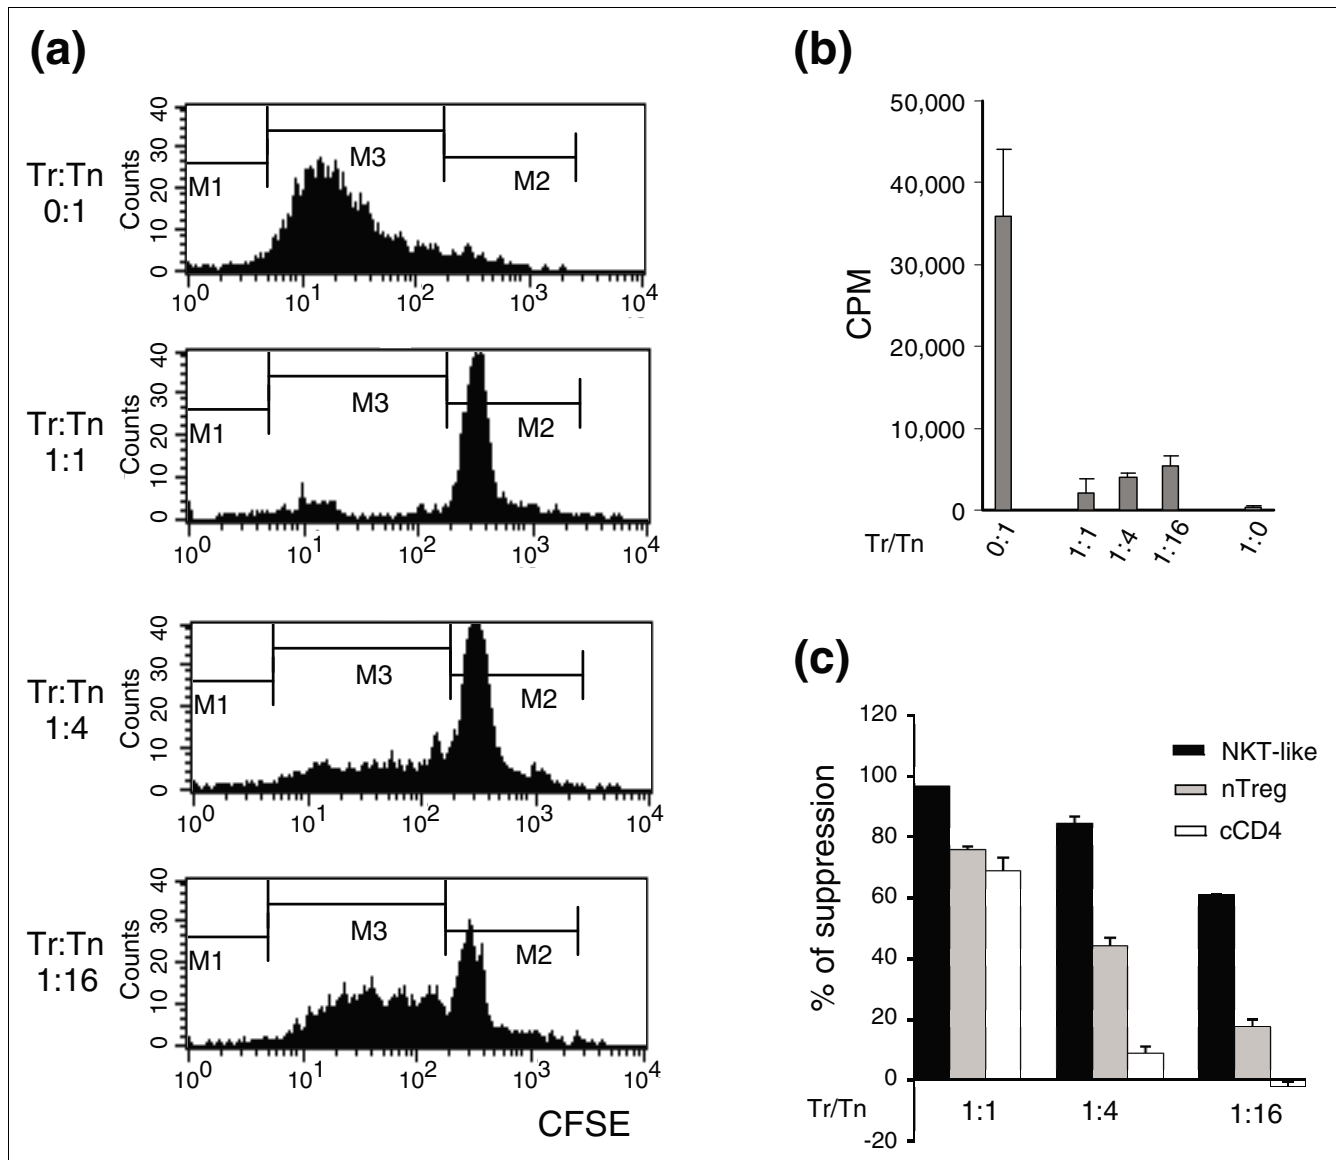 (a)
Tr:Tn
0:1
Counts
40
30
20
10
0
M1
M3
M2
10^0 10^1 10^2 10^3 10^4
Tr:Tn
1:1
Counts
40
30
20
10
0
M1
M3
M2
10^0 10^1 10^2 10^3 10^4
Tr:Tn
1:4
Counts
40
30
20
10
0
M1
M3
M2
10^0 10^1 10^2 10^3 10^4
Tr:Tn
1:16
Counts
40
30
20
10
0
M1
M3
M2
10^0 10^1 10^2 10^3 10^4
CFSE
(b)
CPM
50,000
40,000
30,000
20,000
10,000
0
Tr/Tn
0:1 1:1 1:4 1:16 1:0
(c)
% of suppression
120
100
80
60
40
20
0
-20
NKT-like
nTreg
cCD4
Tr/Tn 1:1 1:4 1:16